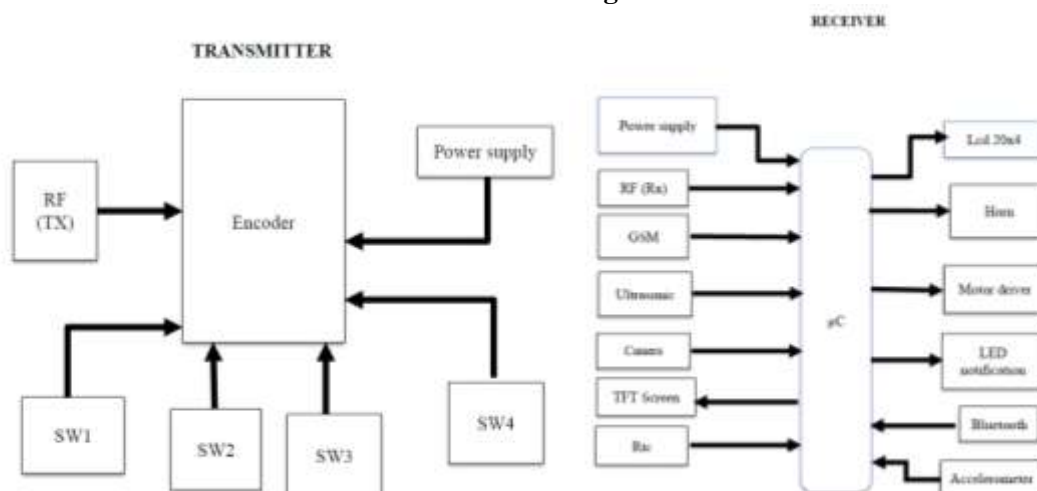 TRANSMITTER
Encoder
RF
(TX)
Power supply
SW1
SW2
SW3
SW4
RECEIVER
Power supply
RF (Rx)
GSM
Ultrasonic
Camera
TFT Screen
Rtc
μC
Lcd 20x4
Horn
Motor driver
LED
notification
Bluetooth
Accelerometer